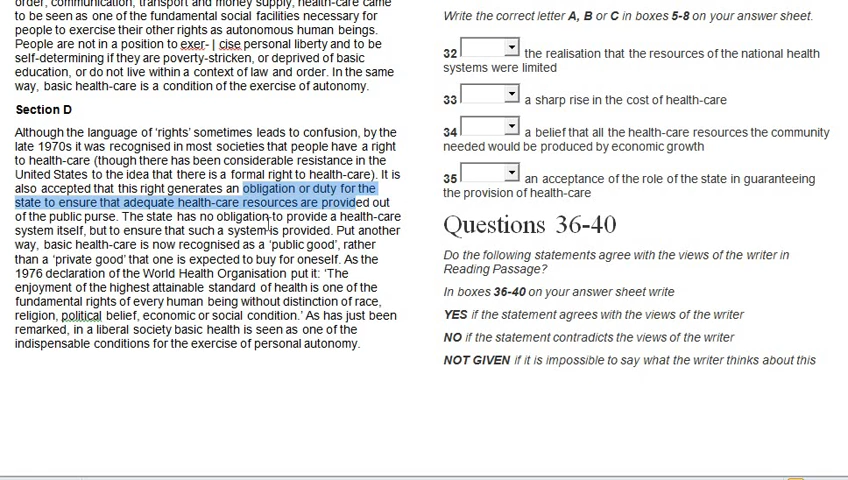 order, communication, transport and money supply, health-care came
to be seen as one of the fundamental social facilities necessary for
people to exercise their other rights as autonomous human beings.
People are not in a position to exer- | cise personal liberty and to be
self-determining if they are poverty-stricken, or deprived of basic
education, or do not live within a context of law and order. In the same
way, basic health-care is a condition of the exercise of autonomy.
Section D
Although the language of ‘rights’ sometimes leads to confusion, by the
late 1970s it was recognised in most societies that people have a right
to health-care (though there has been considerable resistance in the
United States to the idea that there is a formal right to health-care). It is
also accepted that this right generates an obligation or duty for the
state to ensure that adequate health-care resources are provided out
of the public purse. The state has no obligation to provide a health-care
system itself, but to ensure that such a system is provided. Put another
way, basic health-care is now recognised as a ‘public good’, rather
than a ‘private good’ that one is expected to buy for oneself. As the
1976 declaration of the World Health Organisation put it: ‘The
enjoyment of the highest attainable standard of health is one of the
fundamental rights of every human being without distinction of race,
religion, political belief, economic or social condition.’ As has just been
remarked, in a liberal society basic health is seen as one of the
indispensable conditions for the exercise of personal autonomy.
Write the correct letter A, B or C in boxes 5-8 on your answer sheet.
32 the realisation that the resources of the national health
systems were limited
33 a sharp rise in the cost of health-care
34 a belief that all the health-care resources the community
needed would be produced by economic growth
35 an acceptance of the role of the state in guaranteeing
the provision of health-care
Questions 36-40
Do the following statements agree with the views of the writer in
Reading Passage?
In boxes 36-40 on your answer sheet write
YES if the statement agrees with the views of the writer
NO if the statement contradicts the views of the writer
NOT GIVEN if it is impossible to say what the writer thinks about this